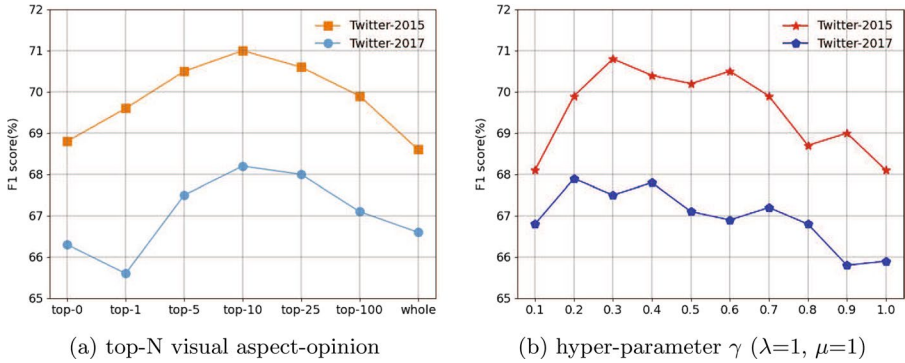 72
71
70
69
68
67
66
65
F1 score(%)
Twitter-2015
Twitter-2017
top-0 top-1 top-5 top-10 top-25 top-100 whole
(a) top-N visual aspect-opinion
72
71
70
69
68
67
66
65
F1 score(%)
Twitter-2015
Twitter-2017
0.1 0.2 0.3 0.4 0.5 0.6 0.7 0.8 0.9 1.0
(b) hyper-parameter γ (λ=1, μ=1)